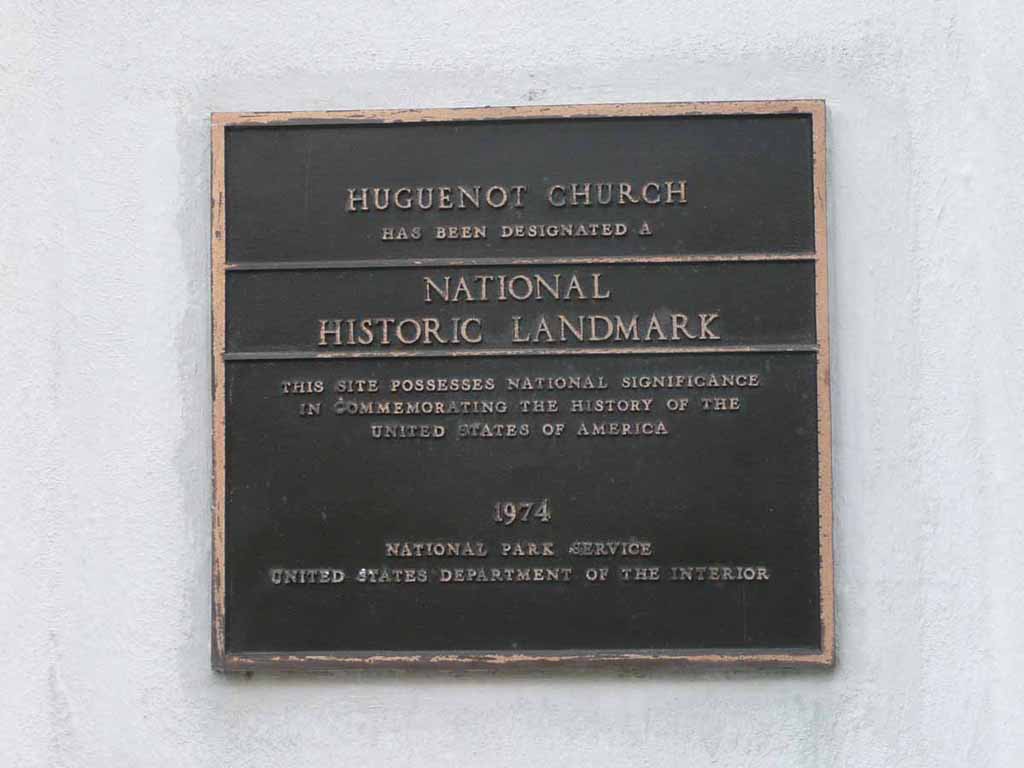 HUGUENOT CHURCH
HAS BEEN DESIGNATED A
NATIONAL
HISTORIC LANDMARK
THIS SITE POSSESSES NATIONAL SIGNIFICANCE
IN COMMEMORATING THE HISTORY OF THE
UNITED STATES OF AMERICA
1974
NATIONAL PARK SERVICE
UNITED STATES DEPARTMENT OF THE INTERIOR